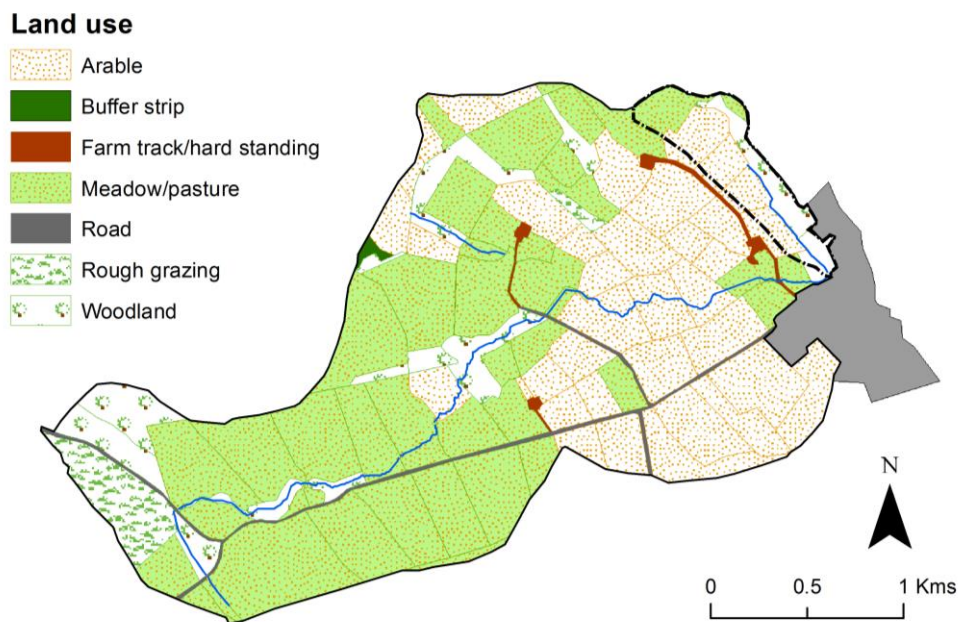 Land use
Arable
Buffer strip
Farm track/hard standing
Meadow/pasture
Road
Rough grazing
Woodland
N
0 0.5 1 Kms